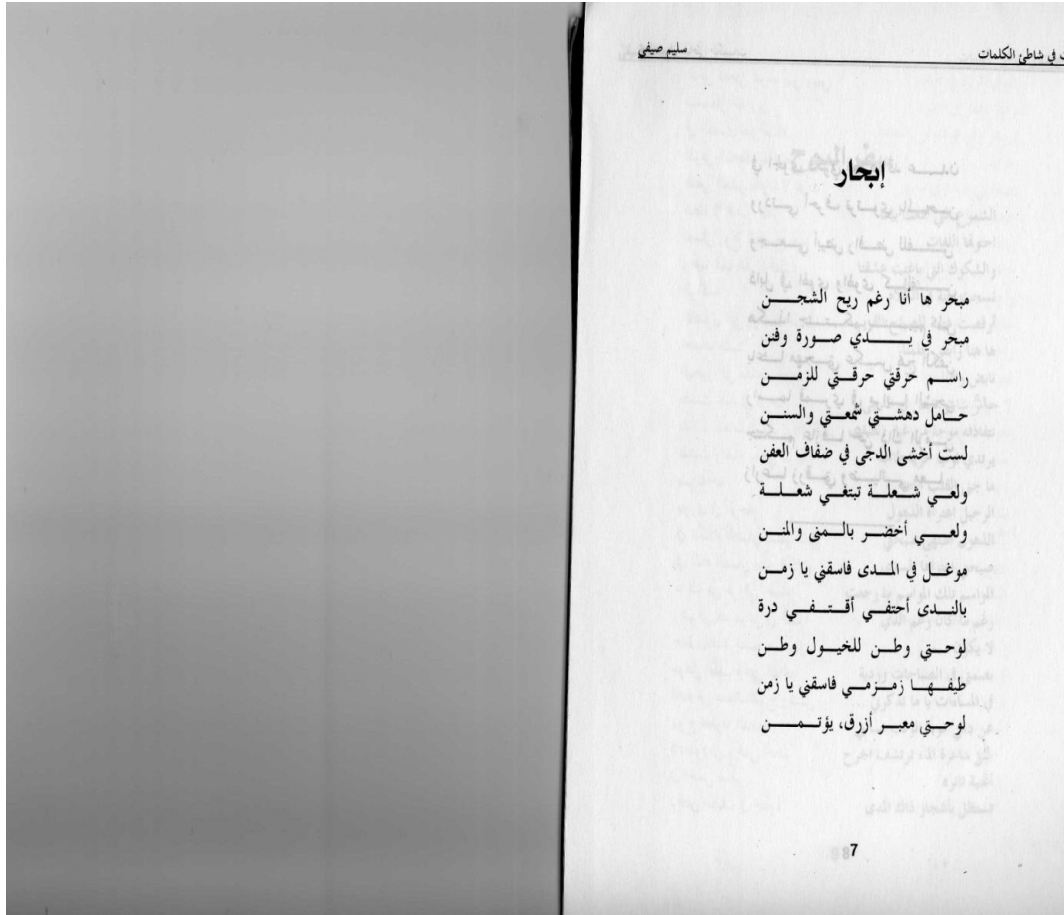 في شاطئ الكلمات
سليم صيفي
إبحار
مبحر ها أنا رغم ريح الشجن
مبحر في يدي صورة وفنن
راسم حرقتي حرقتي للزمن
حامل دهشتي شمعتي والسنن
لست أخشى الدجى في ضفاف العفن
ولعي شعلة تبتغي شعلة
ولعي أخضر بالمنى والمنن
موغل في المدى فاسقني يا زمن
بالندى أحتفي أقتفي درة
لوحتي وطن للخيول وطن
طيفها زمزمي فاسقني يا زمن
لوحتي معبر أزرق، يؤتمن
7